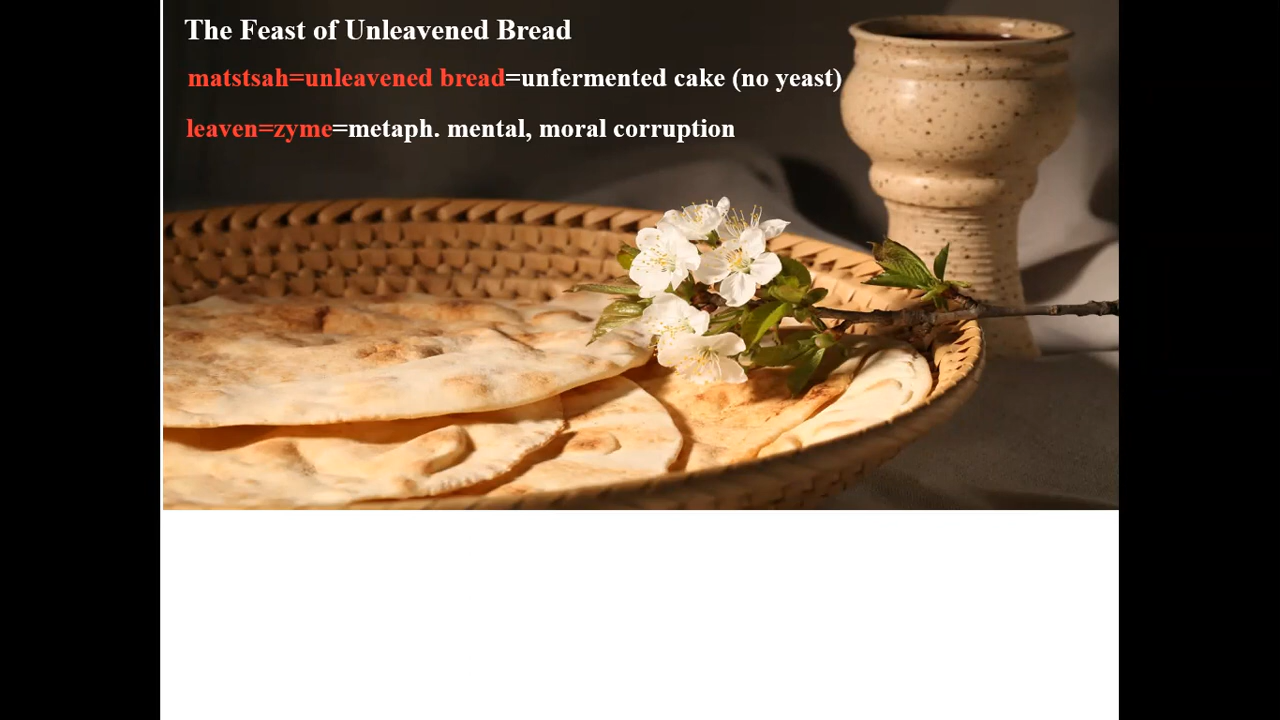 The Feast of Unleavened Bread
matstsah=unleavened bread=unfermented cake (no yeast)
leaven=zyme=metaph. mental, moral corruption